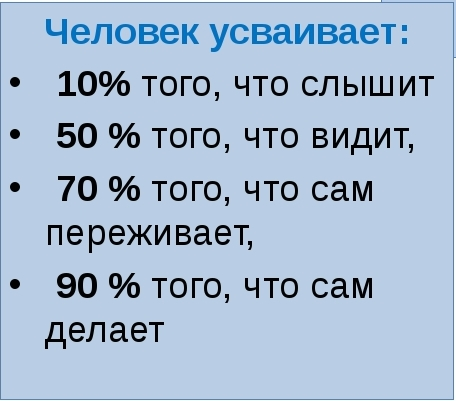 Человек усваивает:
• 10% того, что слышит
• 50 % того, что видит,
• 70 % того, что сам
переживает,
• 90 % того, что сам
делает